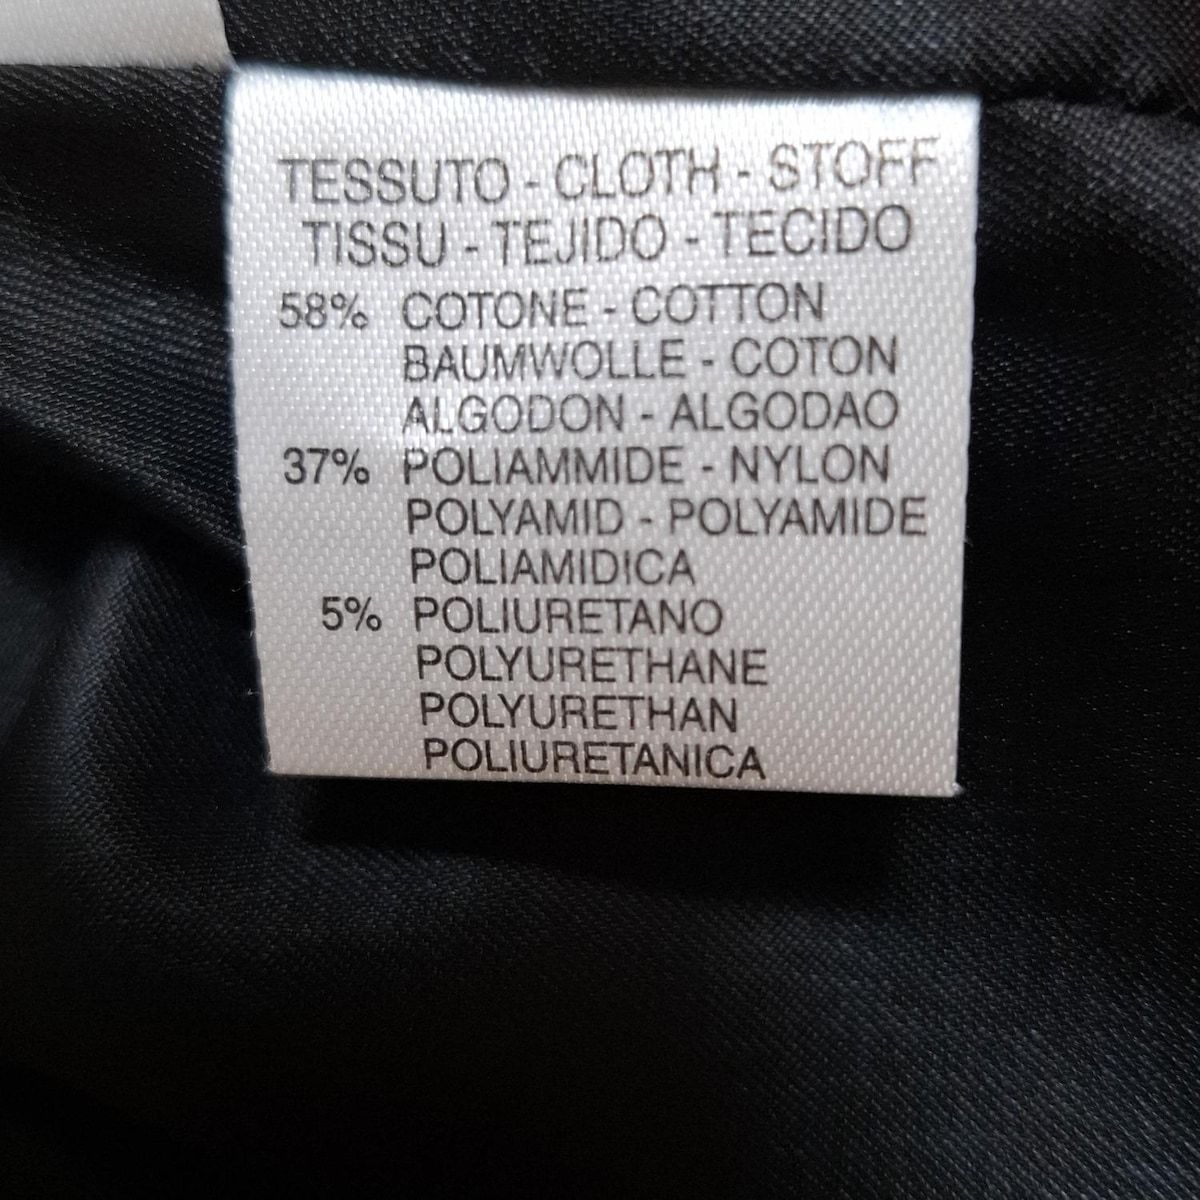 TESSUTO - CLOTH - STOFF
TISSU - TEJIDO - TECIDO
58% COTONE - COTTON
BAUMWOLLE - COTON
ALGODON - ALGODAO
37% POLIAMMIDE - NYLON
POLYAMID - POLYAMIDE
POLIAMIDICA
5% POLIURETANO
POLYURETHANE
POLYURETHAN
POLIURETANICA